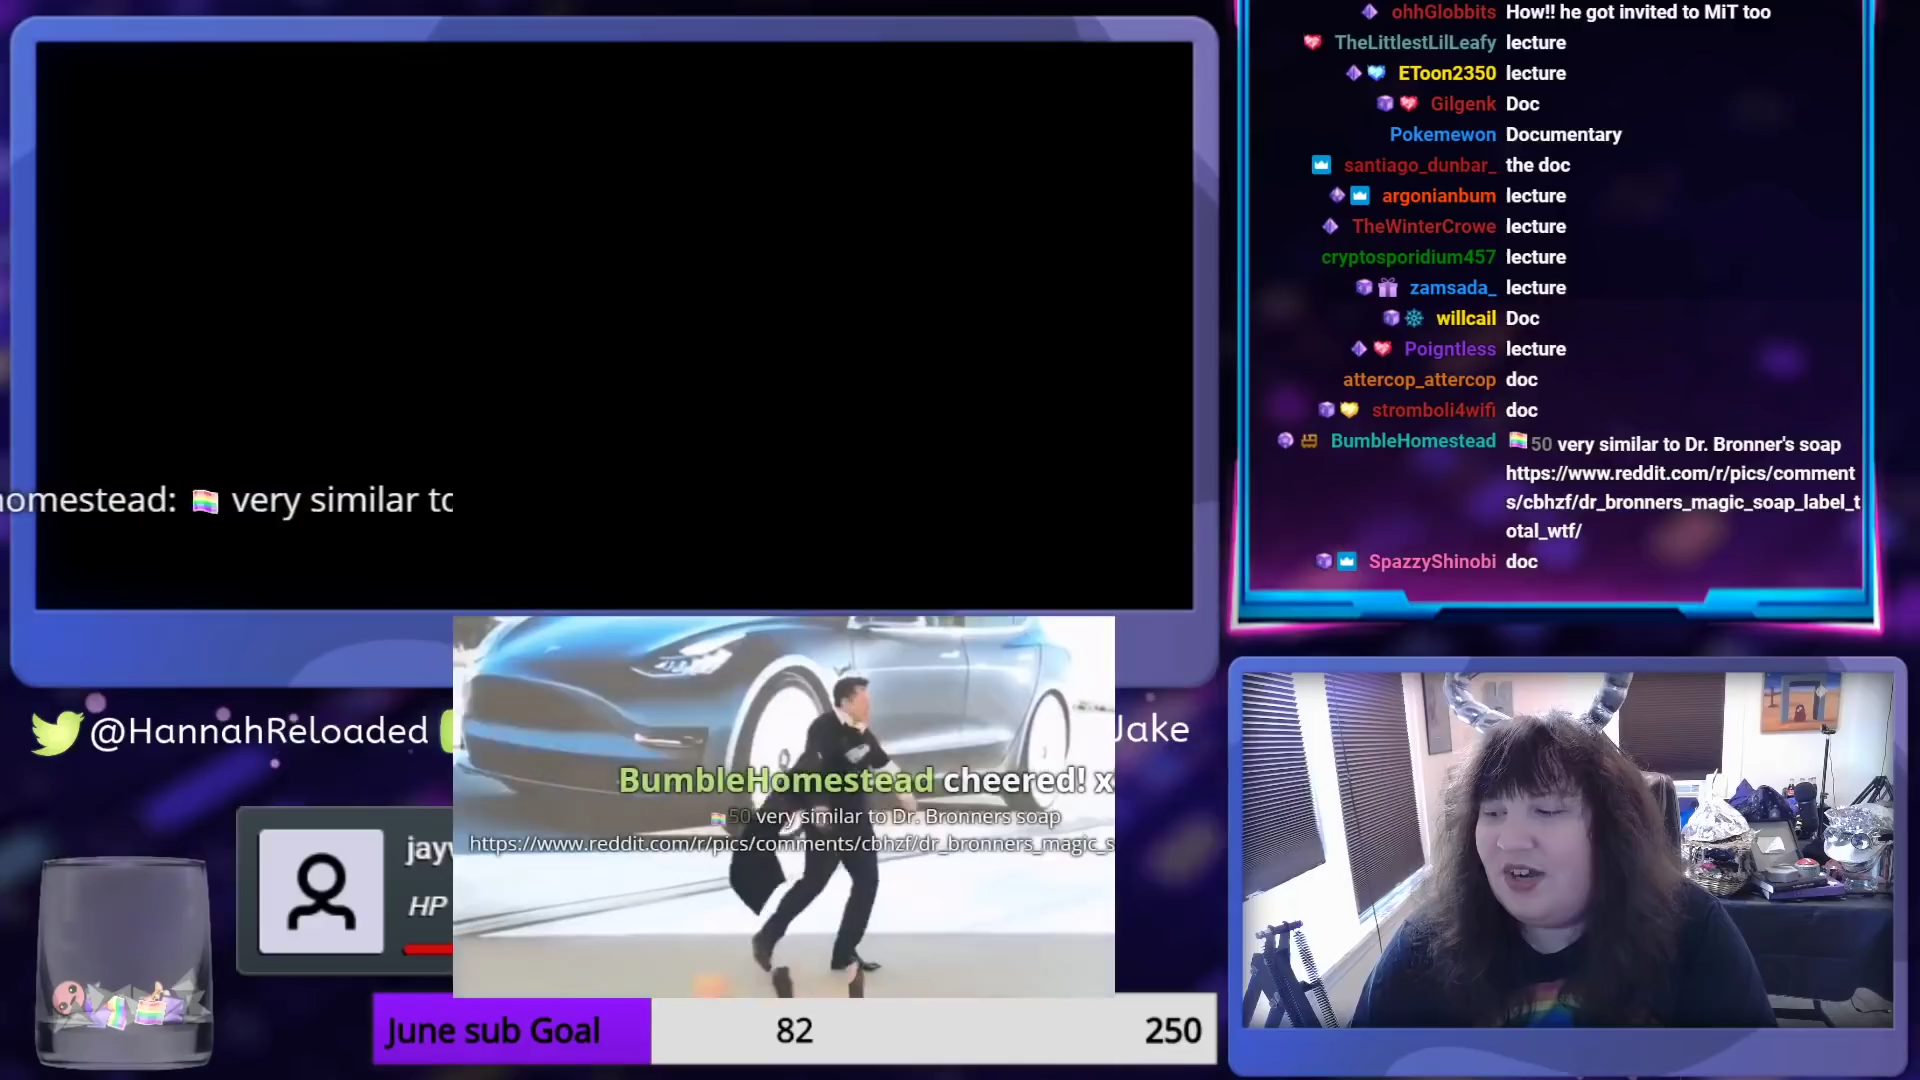 ohhGlobbits How!! he got invited to MiT too
TheLittlestLilLeafy lecture
EToon2350 lecture
Gilgenk Doc
Pokemewon Documentary
santiago_dunbar_ the doc
argonianbum lecture
TheWinterCrowe lecture
cryptosporidium457 lecture
zamsada_ lecture
willcail Doc
Poigntless lecture
attercop_attercop doc
stromboli4wifi doc
BumbleHomestead 50 very similar to Dr. Bronner's soap
https://www.reddit.com/r/pics/comment
s/cbhzf/dr_bronners_magic_soap_label_t
otal_wtf/
SpazzyShinobi doc
omestead: very similar to
@HannahReloaded
Jake
BumbleHomestead cheered! x
50 very similar to Dr. Bronners soap
https://www.reddit.com/r/pics/comments/cbhzf/dr_bronners_magic_s
jay
HP
June sub Goal 82 250